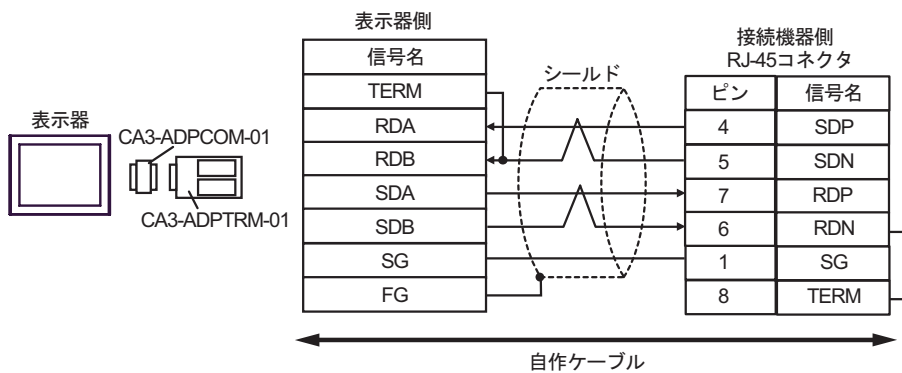 表示器側
信号名
TERM
RDA
RDB
SDA
SDB
SG
FG
シールド
接続機器側
RJ-45コネクタ
ピン 信号名
4 SDP
5 SDN
7 RDP
6 RDN
1 SG
8 TERM
表示器
CA3-ADPCOM-01
CA3-ADPTRM-01
自作ケーブル